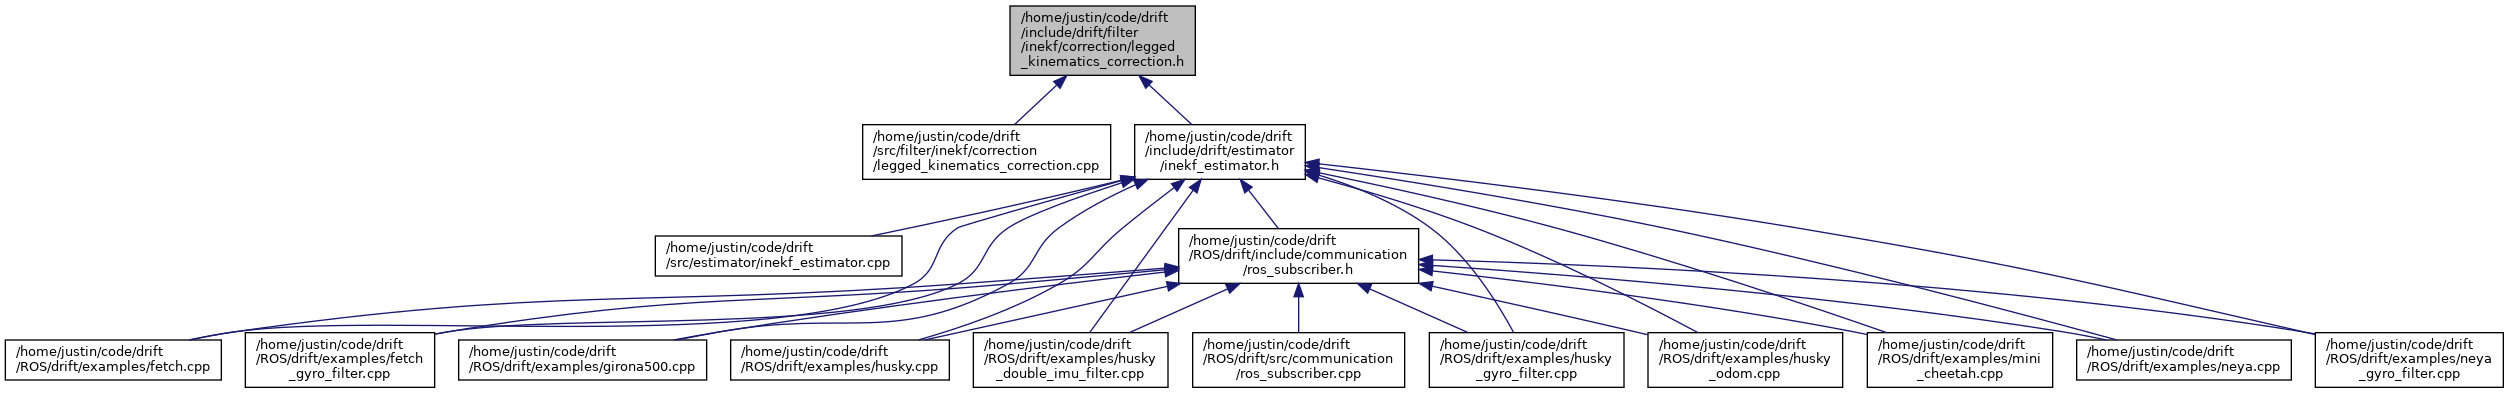 /home/justin/code/drift
/include/drift/filter
/inekf/correction/legged
_kinematics_correction.h
/home/justin/code/drift
/src/filter/inekf/correction
/legged_kinematics_correction.cpp
/home/justin/code/drift
/include/drift/estimator
/inekf_estimator.h
/home/justin/code/drift
/src/estimator/inekf_estimator.cpp
/home/justin/code/drift
/ROS/drift/include/communication
/ros_subscriber.h
/home/justin/code/drift
/ROS/drift/examples/fetch.cpp
/home/justin/code/drift
/ROS/drift/examples/fetch
_gyro_filter.cpp
/home/justin/code/drift
/ROS/drift/examples/girona500.cpp
/home/justin/code/drift
/ROS/drift/examples/husky.cpp
/home/justin/code/drift
/ROS/drift/examples/husky
_double_imu_filter.cpp
/home/justin/code/drift
/ROS/drift/src/communication
/ros_subscriber.cpp
/home/justin/code/drift
/ROS/drift/examples/husky
_gyro_filter.cpp
/home/justin/code/drift
/ROS/drift/examples/husky
_odom.cpp
/home/justin/code/drift
/ROS/drift/examples/mini
_cheetah.cpp
/home/justin/code/drift
/ROS/drift/examples/neya.cpp
/home/justin/code/drift
/ROS/drift/examples/neya
_gyro_filter.cpp